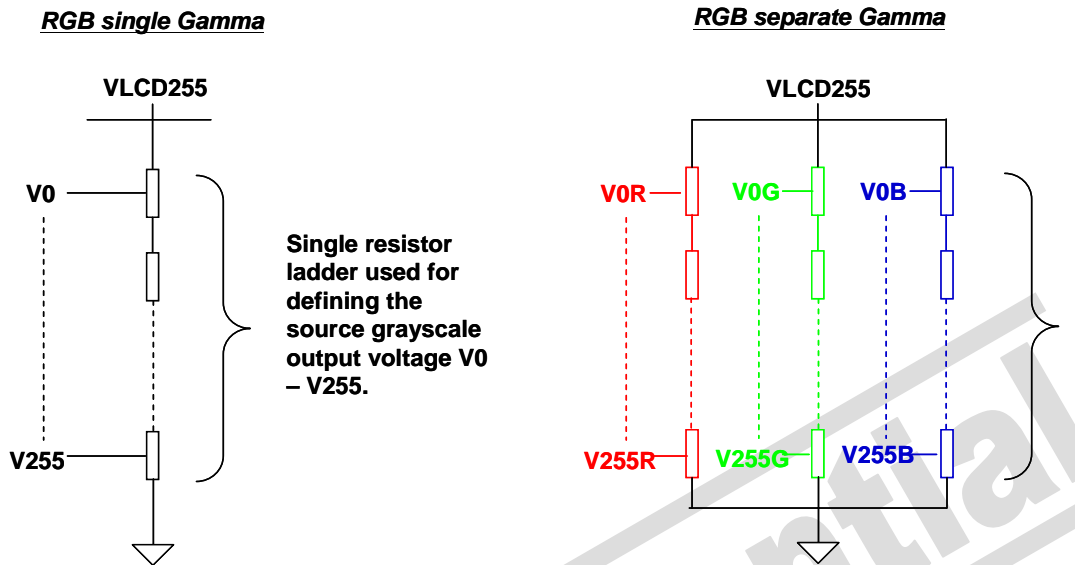 RGB single Gamma
VLCD255
V0
V255
Single resistor
ladder used for
defining the
source grayscale
output voltage V0
– V255.
RGB separate Gamma
VLCD255
V0R
V0G
V0B
V255R
V255G
V255B
ntial